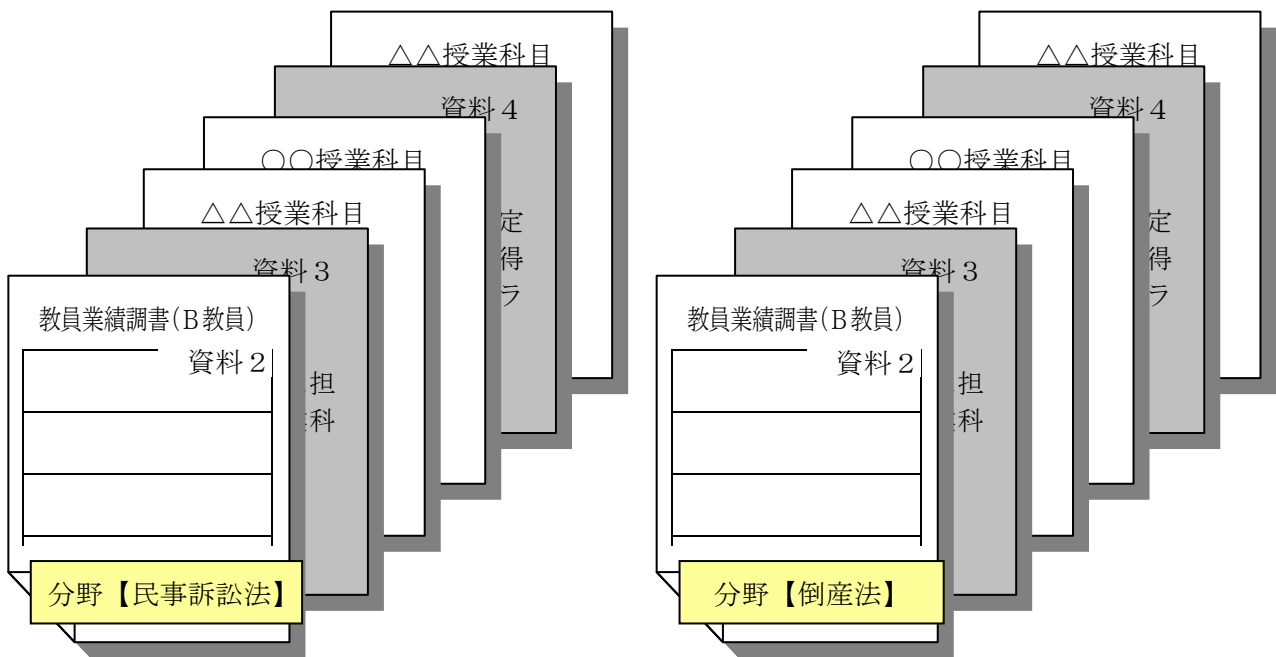 △△授業科目
資料４
○○授業科目
△△授業科目
定
得
ラ
資料３
教員業績調書(Ｂ教員)
資料２
担
科
分野【民事訴訟法】
△△授業科目
資料４
○○授業科目
△△授業科目
定
得
ラ
資料３
教員業績調書(Ｂ教員)
資料２
担
科
分野【倒産法】